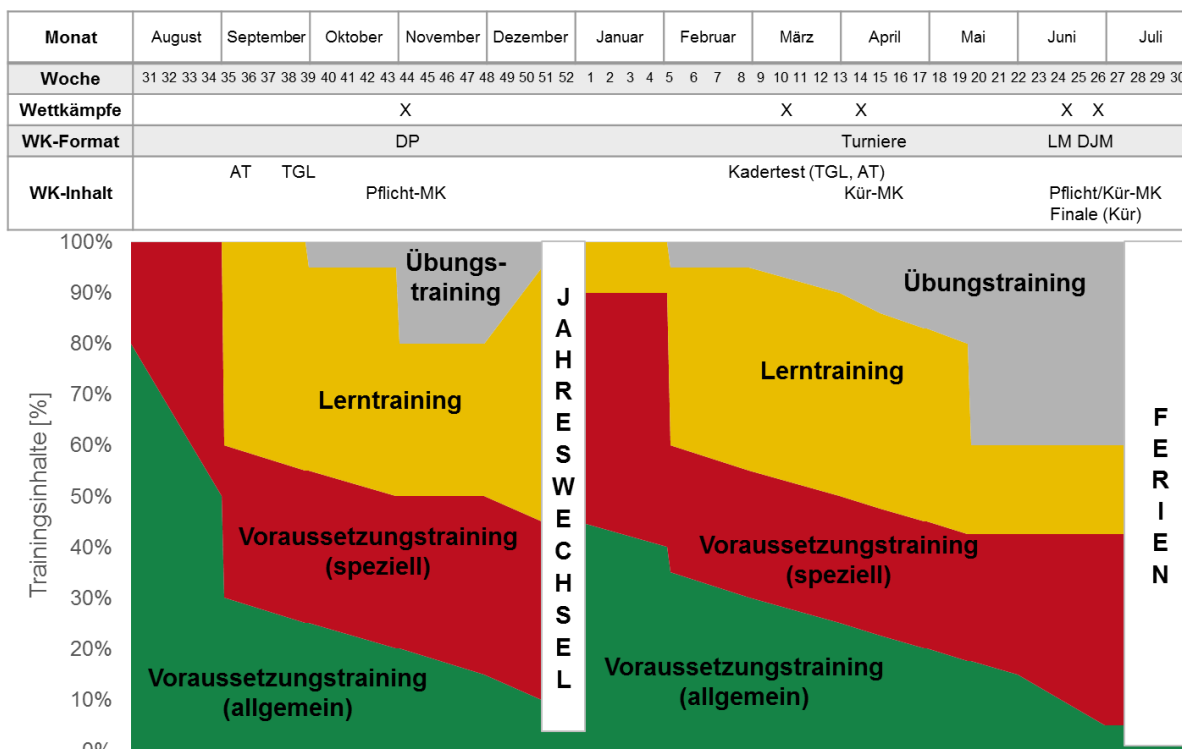 Monat August September Oktober November Dezember Januar Februar März April Mai Juni Juli
Woche 31 32 33 34 35 36 37 38 39 40 41 42 43 44 45 46 47 48 49 50 51 52 1 2 3 4 5 6 7 8 9 10 11 12 13 14 15 16 17 18 19 20 21 22 23 24 25 26 27 28 29 30
Wettkämpfe X X X X X
WK-Format DP Turniere LM DJM
WK-Inhalt
AT TGL Kadertest (TGL, AT)
Pflicht-MK Kür-MK Pflicht/Kür-MK
Finale (Kür)
Trainingsinhalte [%]
100%
90%
80%
70%
60%
50%
40%
30%
20%
10%
0%
Übungs-
training
Lerntraining
Voraussetzungstraining
(speziell)
Voraussetzungstraining
(allgemein)
JAHRESWECHSEL
Übungstraining
Lerntraining
Voraussetzungstraining
(speziell)
Voraussetzungstraining
(allgemein)
FERIEN